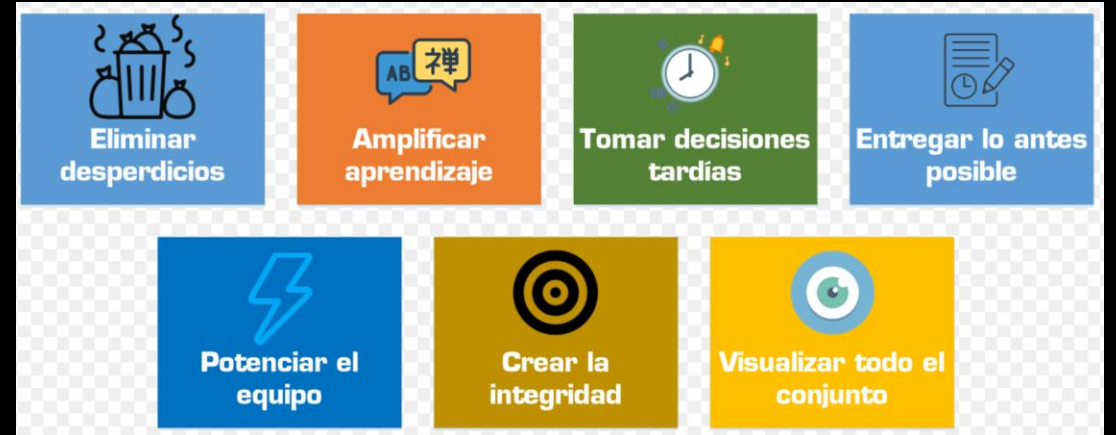 Eliminar
desperdicios
AB 禅
Amplificar
aprendizaje
Tomar decisiones
tardías
Entregar lo antes
posible
Potenciar el
equipo
Crear la
integridad
Visualizar todo el
conjunto